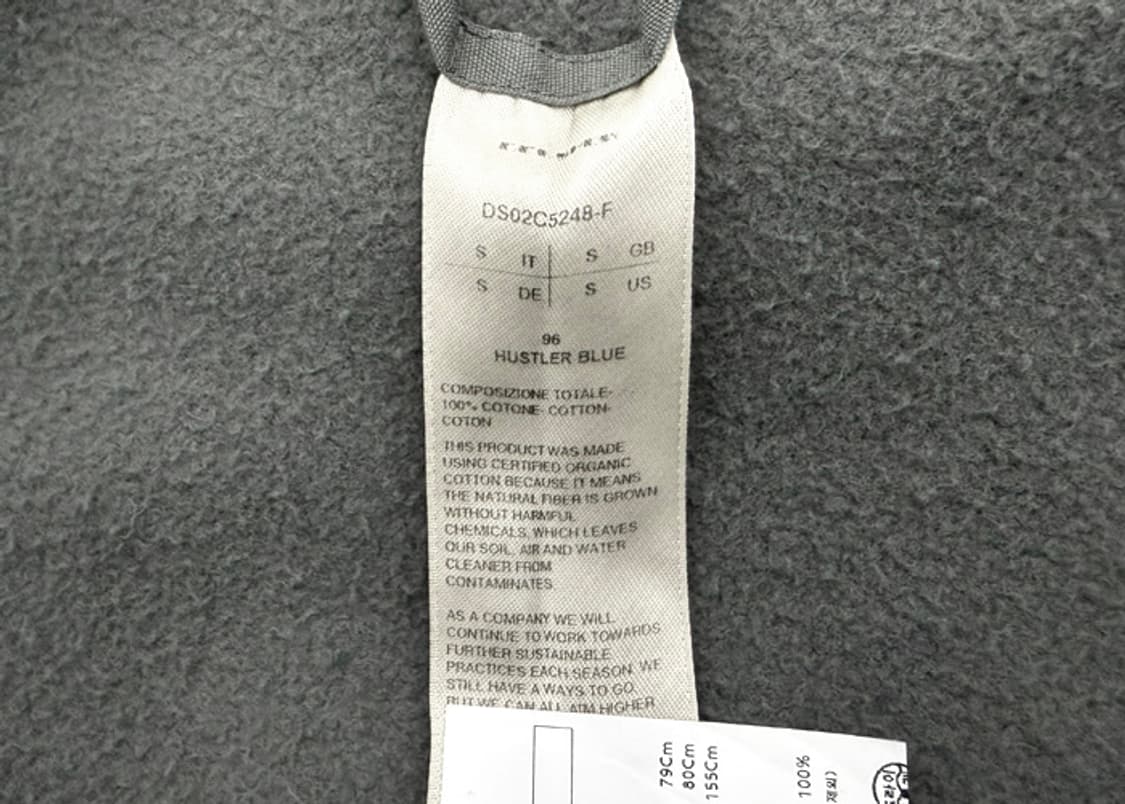 DS02C5248-F
S IT S GB
S DE S US
96
HUSTLER BLUE
COMPOSIZIONE TOTALE-
100% COTONE- COTTON-
COTON
THIS PRODUCT WAS MADE
USING CERTIFIED ORGANIC
COTTON BECAUSE IT MEANS
THE NATURAL FIBER IS GROWN
WITHOUT HARMFUL
CHEMICALS, WHICH LEAVES
OUR SOIL, AIR AND WATER
CLEANER FROM
CONTAMINATES.
AS A COMPANY WE WILL
CONTINUE TO WORK TOWARDS
FURTHER SUSTAINABLE
PRACTICES EACH SEASON. WE
STILL HAVE A WAYS TO GO
BUT WE CAN ALL AIM HIGHER
79Cm
80Cm
155Cm
100%